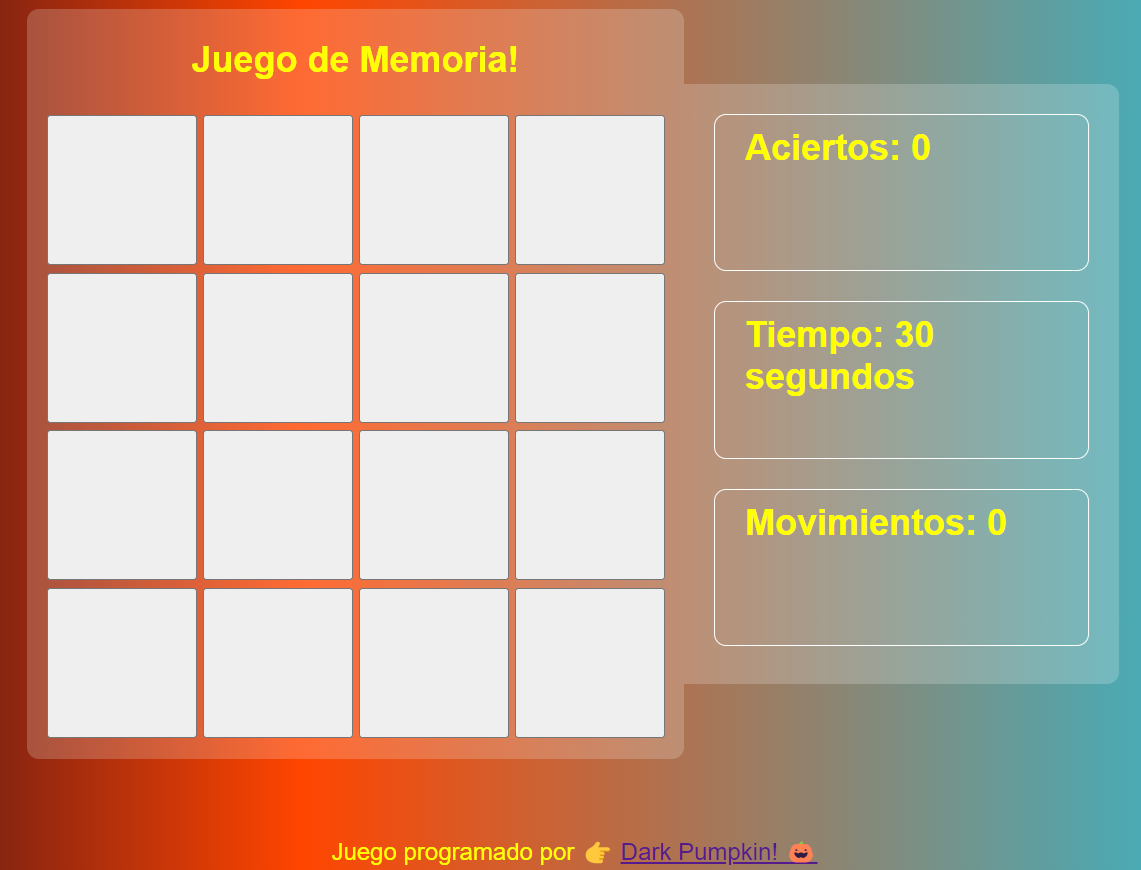 Juego de Memoria!
Aciertos: 0
Tiempo: 30
segundos
Movimientos: 0
Juego programado por 👉 Dark Pumpkin! 🎃